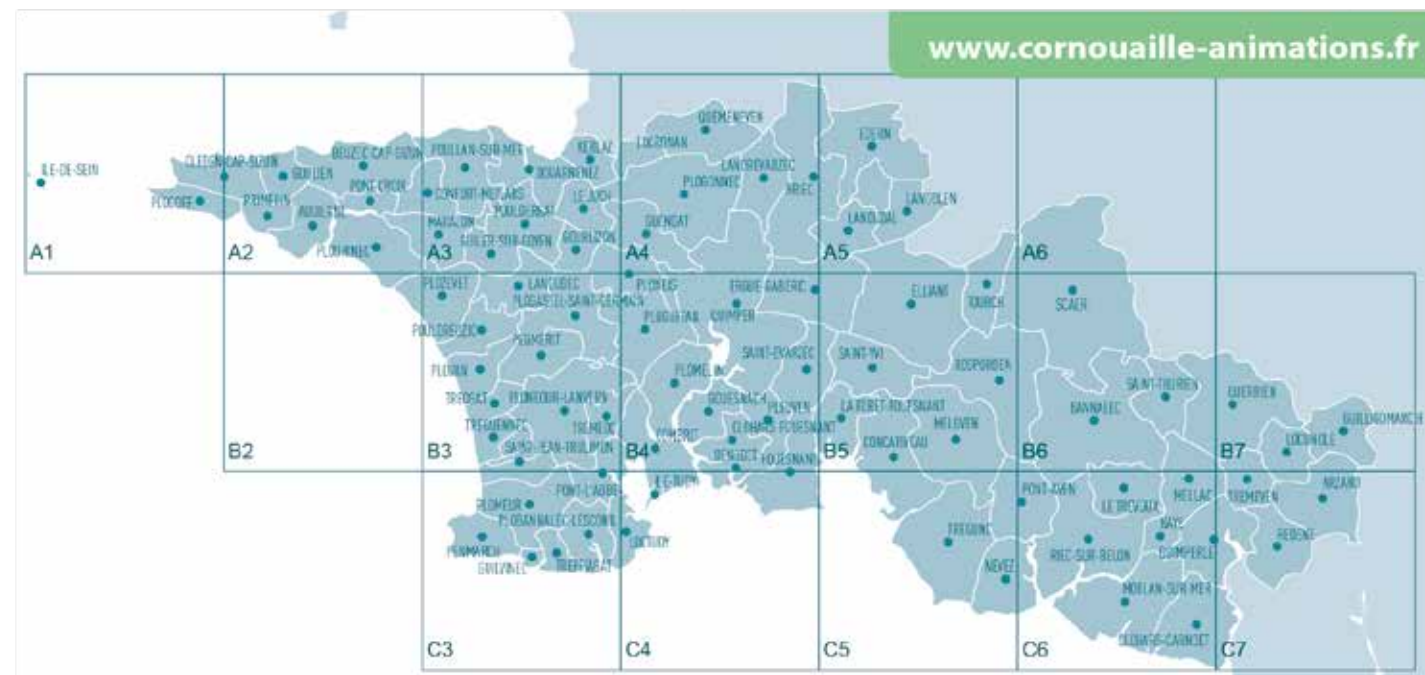 www.cornouaille-animations.fr
QUEMENEVEN
EDERN
LOCRONAN
POULLAN-SUR-MER
KERLAZ
BEUZEC-CAP-SIZUN
CLEDEN-CAP-SIZUN
GOULIEN
DOUARNENEZ
LANDREVARZEC
ILE-DE-SEIN
PLOGONNEC
BRIEC
PONT-CROIX
CONFORT-MEILARS
LE JUCH
LANGOLEN
PLOGOFF
PRIMELIN
AUDIERNE
POULDERGAT
LANDUDAL
MAHALON
GUENGAT
PLOUHINEC
GUILER-SUR-GOYEN
GOURLIZON
A1
A2
A3
A4
A5
A6
PLOZEVET
LANDUDEC
PLONEIS
ERGUE-GABERIC
ELLIANT
TOURCH
SCAER
PLOGASTEL-SAINT-GERMAIN
PLUGUFFAN
QUIMPER
POULDREUZIC
PEUMERIT
SAINT-EVARZEC
SAINT-YVI
ROSPORDEN
PLOVAN
PLOMELIN
SAINT-THURIEN
GUERRIEN
TREOGAT
PLONEOUR-LANVERN
GOUESNACH
PLEUVEN
LA FORET-FOUESNANT
BANNALEC
GUILLIGOMARCH
TREGUENNEC
TREMEOC
CLOHARS-FOUESNANT
MELGVEN
COMBRIT
CONCARNEAU
LOCUNOLE
SAINT-JEAN-TROLIMON
BENODET
FOUESNANT
B2
B3
B4
B5
B6
B7
PONT-L'ABBE
ILE-TUDY
PONT-AVEN
MELLAC
TREMEVEN
ARZANO
PLOMEUR
LE TREVOUX
PLOBANNALEC-LESCONIL
LOCTUDY
TREGUNC
BAYE
PENMARCH
RIEC-SUR-BELON
QUIMPERLE
REDENE
GUILVINEC
TREFFIAGAT
NEVEZ
MOELAN-SUR-MER
CLOHARS-CARNOET
C3
C4
C5
C6
C7